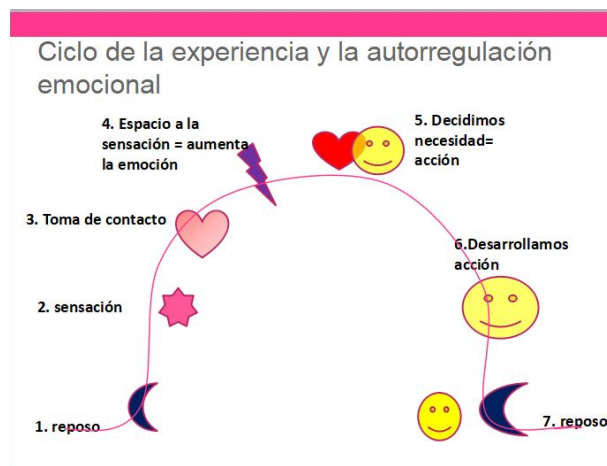 Ciclo de la experiencia y la autorregulación
emocional
4. Espacio a la
sensación = aumenta
la emoción
5. Decidimos
necesidad=
acción
3. Toma de contacto
6.Desarrollamos
acción
2. sensación
1. reposo
7. reposo